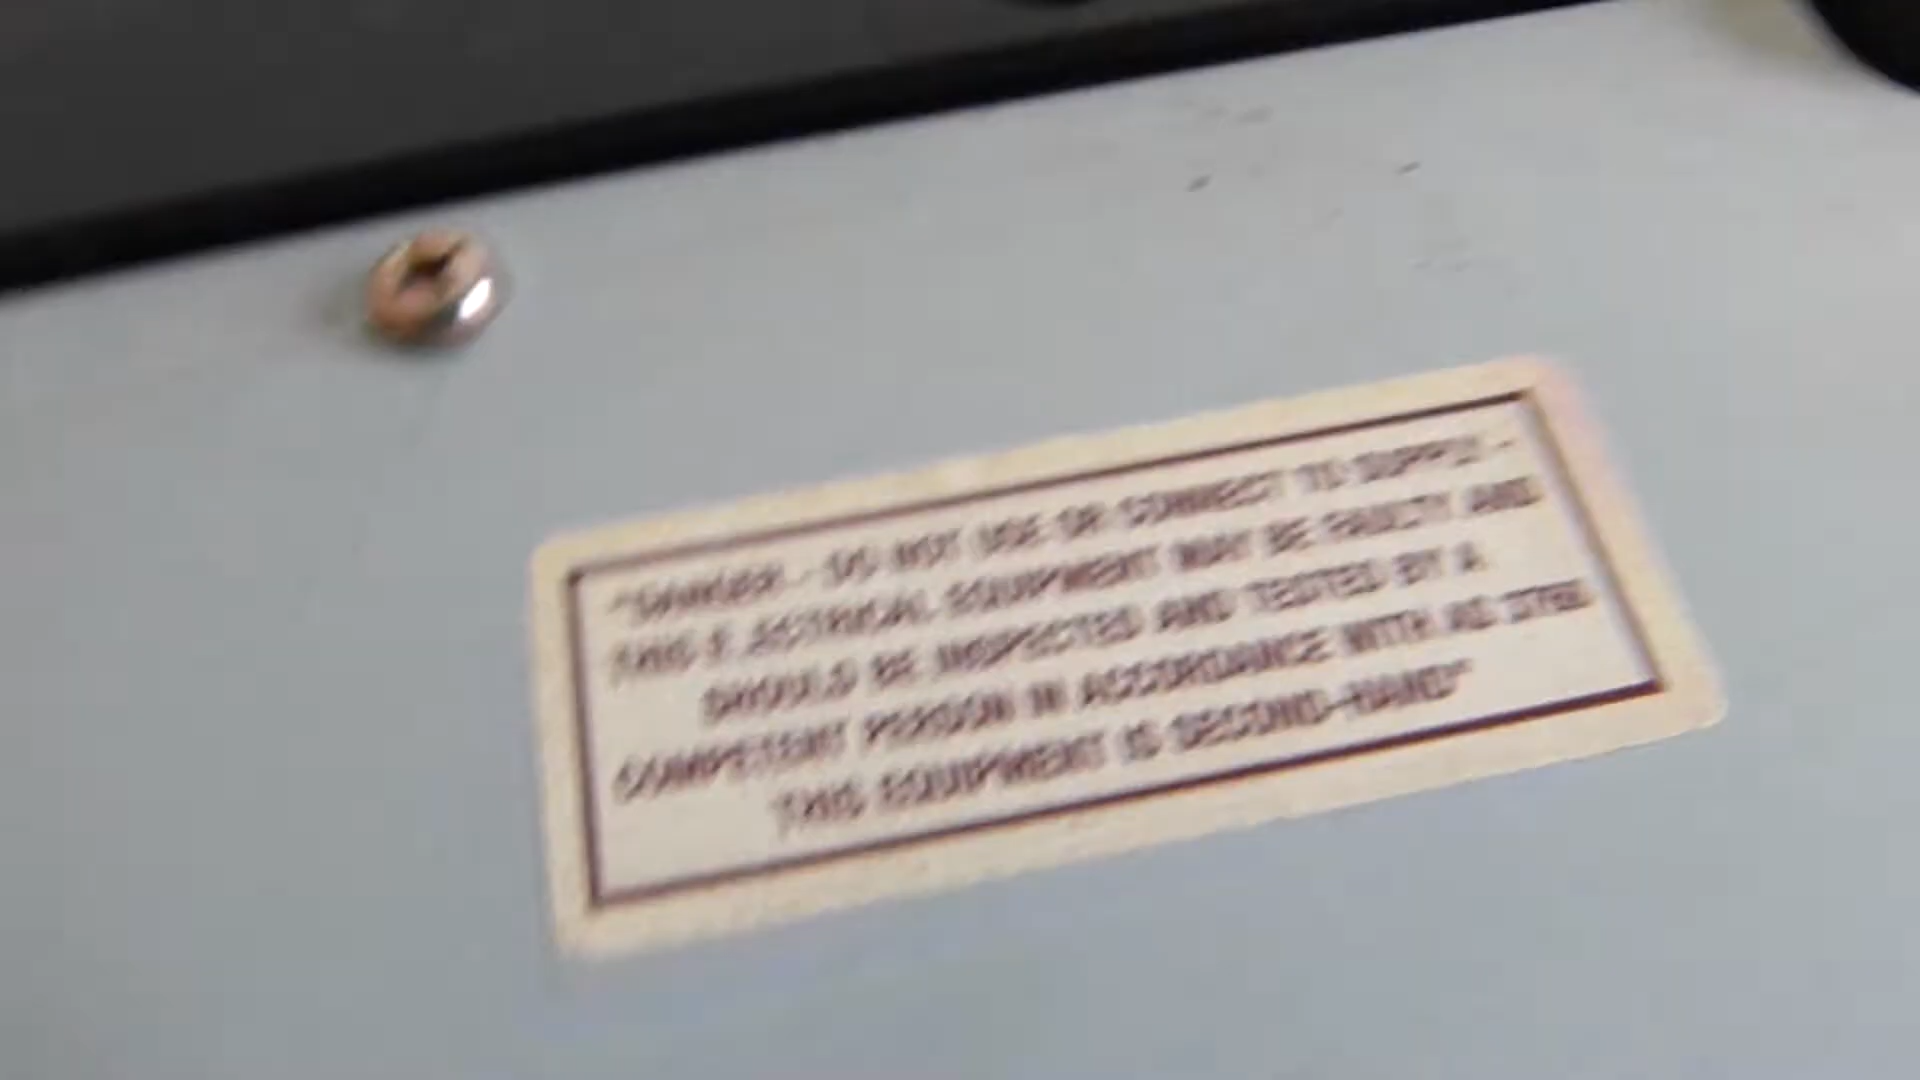 "DANGER - DO NOT USE OR CONNECT TO SUPPLY -
THIS ELECTRICAL EQUIPMENT MAY BE FAULTY AND
SHOULD BE INSPECTED AND TESTED BY A
COMPETENT PERSON IN ACCORDANCE WITH AS
THIS EQUIPMENT IS SECOND-HAND"